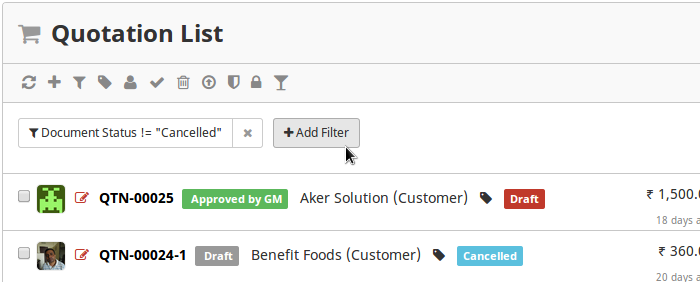 Quotation List
Document Status != "Cancelled" × + Add Filter
QTN-00025 Approved by GM Aker Solution (Customer) Draft ₹ 1,500.
18 days a
QTN-00024-1 Draft Benefit Foods (Customer) Cancelled ₹ 360.
20 days a